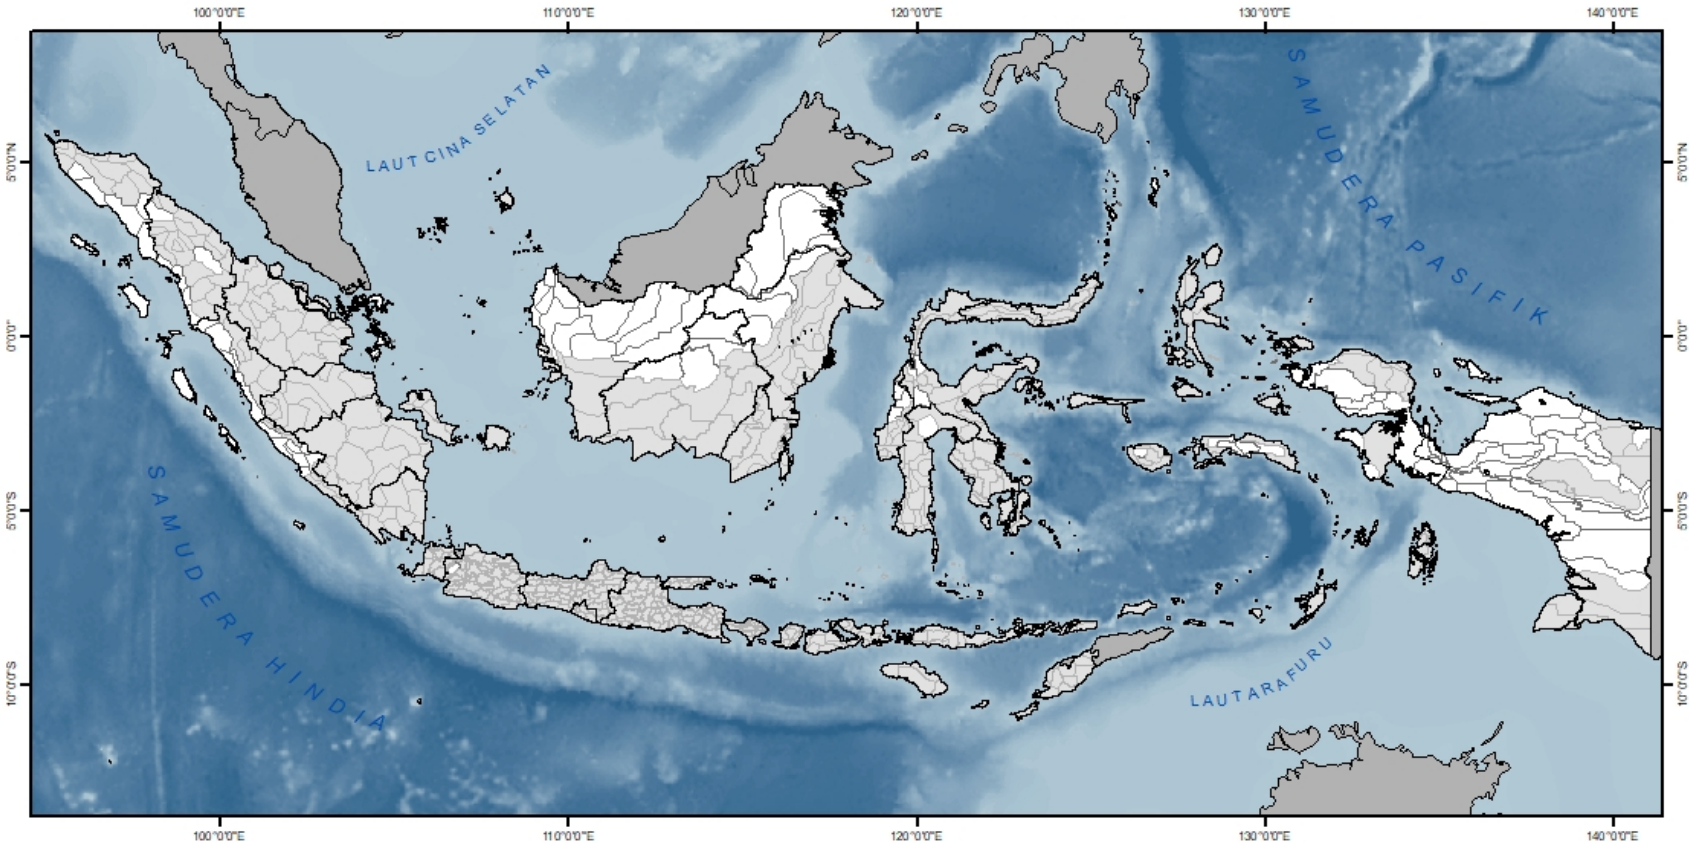 100°0'0"E 110°0'0"E 120°0'0"E 130°0'0"E 140°0'0"E
LAUT CINA SELATAN
SAMUDERA PASIFIK
5°0'0"N 5°0'0"N
0°0'0" 0°0'0"
5°0'0"S 5°0'0"S
SAMUDERA HINDIA
LAUT ARAFURU
10°0'0"S 10°0'0"S
100°0'0"E 110°0'0"E 120°0'0"E 130°0'0"E 140°0'0"E